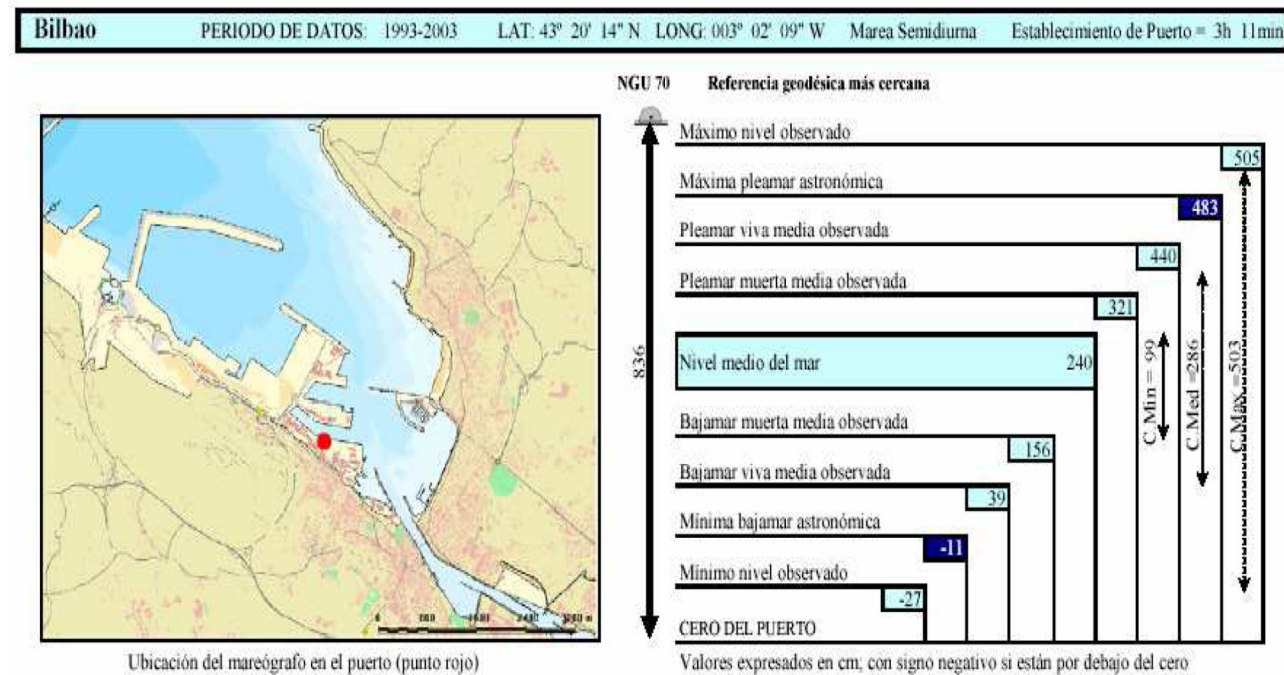 Bilbao PERIODO DE DATOS: 1993-2003 LAT: 43º 20' 14" N LONG: 003º 02' 09" W Marea Semidiurna Establecimiento de Puerto = 3h 11min
NGU 70 Referencia geodésica más cercana
Máximo nivel observado
505
Máxima pleamar astronómica
483
Pleamar viva media observada
440
Pleamar muerta media observada
321
836
Nivel medio del mar 240
C.Min = 99
C.Med =286
C.Max =503
Bajamar muerta media observada
156
Bajamar viva media observada
39
Mínima bajamar astronómica
-11
Mínimo nivel observado
-27
CERO DEL PUERTO
0 800 1600 2400
Ubicación del mareógrafo en el puerto (punto rojo)
Valores expresados en cm; con signo negativo si están por debajo del cero